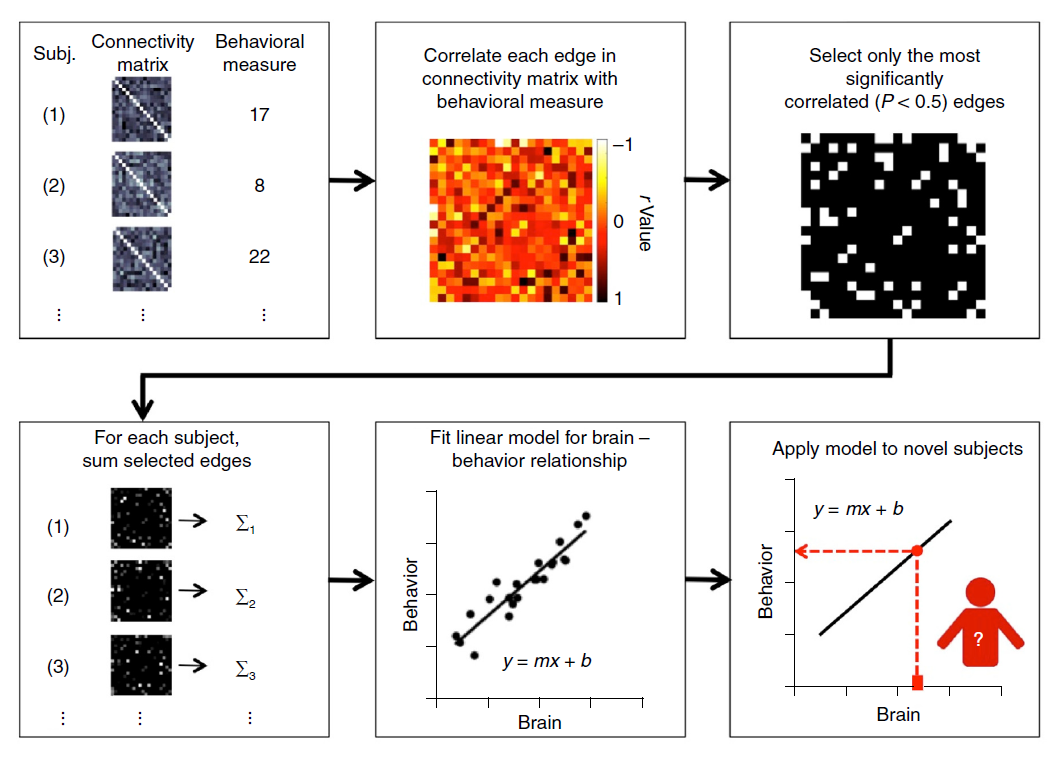 Subj.
Connectivity matrix
Behavioral measure
(1)
17
(2)
8
(3)
22
⋮ ⋮ ⋮
Correlate each edge in
connectivity matrix with
behavioral measure
−1
0
1
r Value
Select only the most
significantly
correlated (P < 0.5) edges
For each subject,
sum selected edges
(1)
Σ1
(2)
Σ2
(3)
Σ3
⋮ ⋮ ⋮
Fit linear model for brain –
behavior relationship
Behavior
y = mx + b
Brain
Apply model to novel subjects
y = mx + b
Behavior
?
Brain